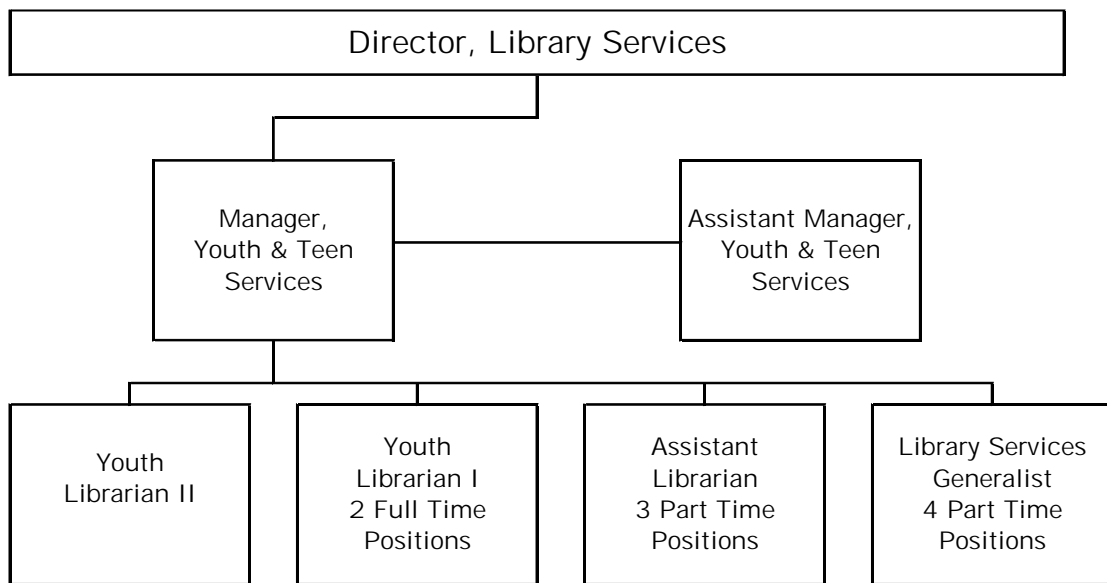 Director, Library Services
Manager,
Youth & Teen
Services
Assistant Manager,
Youth & Teen
Services
Youth
Librarian II
Youth
Librarian I
2 Full Time
Positions
Assistant
Librarian
3 Part Time
Positions
Library Services
Generalist
4 Part Time
Positions